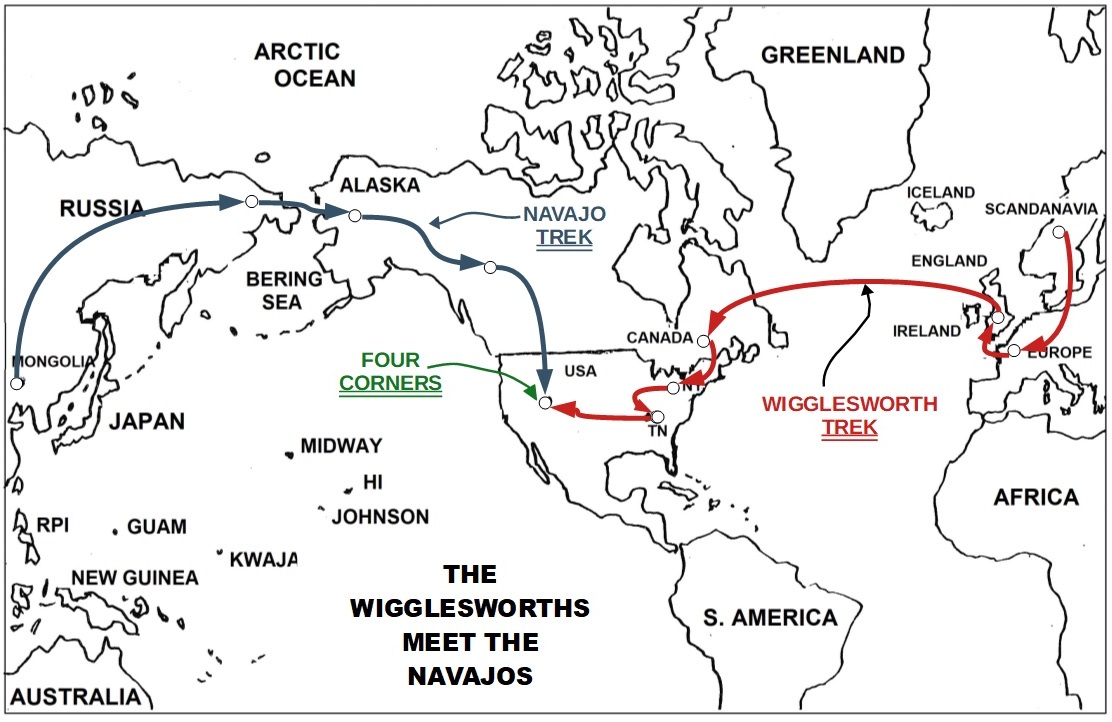 ARCTIC
OCEAN
GREENLAND
ALASKA
RUSSIA
ICELAND
SCANDANAVIA
NAVAJO
TREK
ENGLAND
BERING
SEA
IRELAND
CANADA
EUROPE
MONGOLIA
FOUR
CORNERS
USA
NY
WIGGLESWORTH
TREK
JAPAN
TN
MIDWAY
HI
JOHNSON
AFRICA
RPI
GUAM
KWAJA
NEW GUINEA
THE
WIGGLESWORTHS
MEET THE
NAVAJOS
S. AMERICA
AUSTRALIA